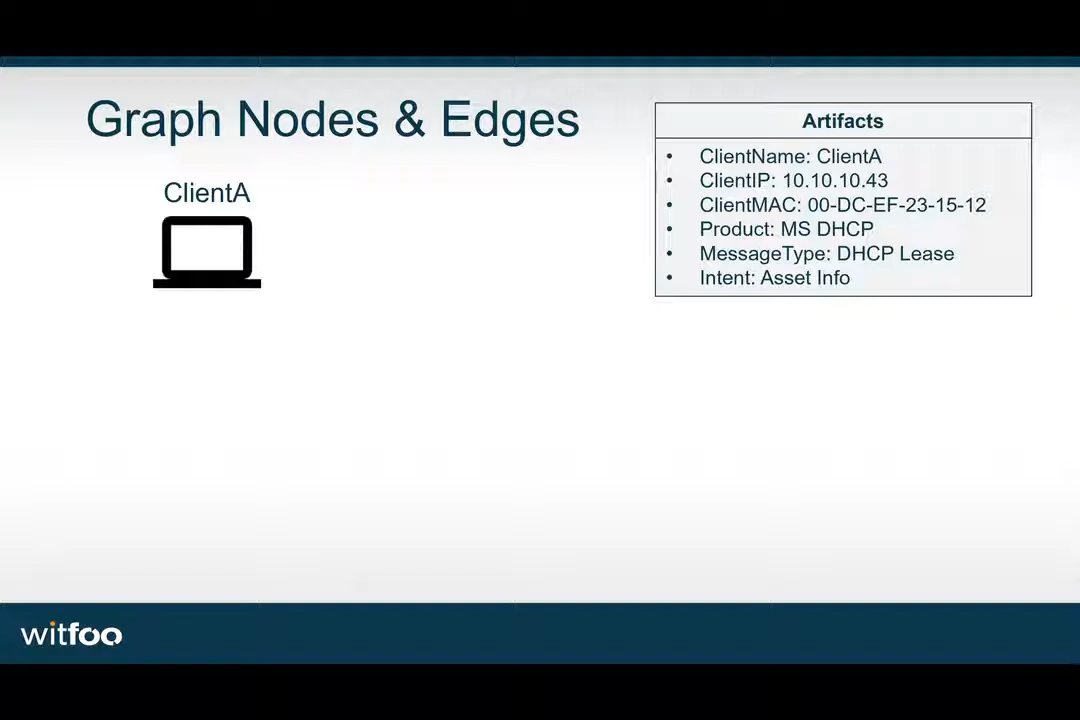 Graph Nodes & Edges
ClientA
Artifacts
• ClientName: ClientA
• ClientIP: 10.10.10.43
• ClientMAC: 00-DC-EF-23-15-12
• Product: MS DHCP
• MessageType: DHCP Lease
• Intent: Asset Info
witfoo